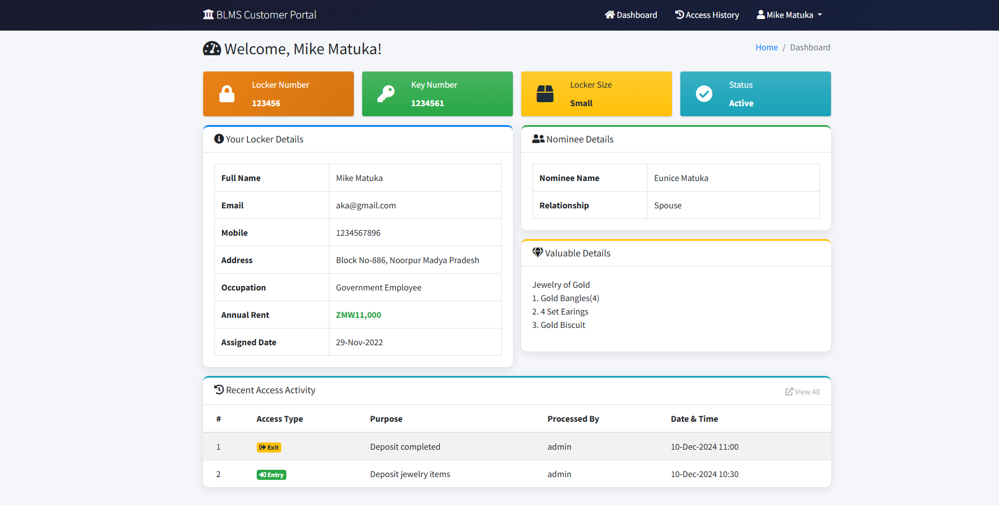 BLMS Customer Portal
Dashboard
Access History
Mike Matuka
Welcome, Mike Matuka!
Home / Dashboard
Locker Number
123456
Key Number
1234561
Locker Size
Small
Status
Active
Your Locker Details
Full Name Mike Matuka
Email aka@gmail.com
Mobile 1234567896
Address Block No-886, Noorpur Madya Pradesh
Occupation Government Employee
Annual Rent ZMW11,000
Assigned Date 29-Nov-2022
Nominee Details
Nominee Name Eunice Matuka
Relationship Spouse
Valuable Details
Jewelry of Gold
1. Gold Bangles(4)
2. 4 Set Earings
3. Gold Biscuit
Recent Access Activity
View All
# Access Type Purpose Processed By Date & Time
1 Exit Deposit completed admin 10-Dec-2024 11:00
2 Entry Deposit jewelry items admin 10-Dec-2024 10:30